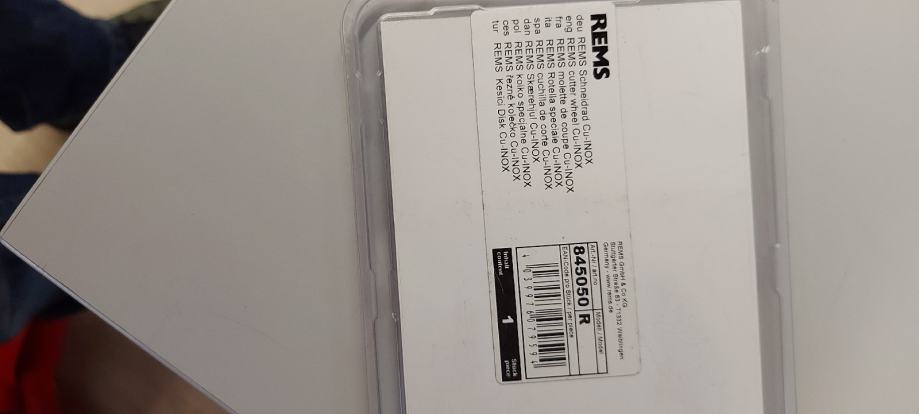 REMS
deu REMS Schneidrad Cu-INOX
eng REMS cutter wheel Cu-INOX
fra REMS molette de coupe Cu-INOX
ita REMS Rotella speciale Cu-INOX
spa REMS cuchilla de corte Cu-INOX
dan REMS Skærehjul Cu-INOX
pol REMS kółko specjalne Cu-INOX
ces REMS řezné kolečko Cu-INOX
tur REMS Kesici Disk Cu-INOX
REMS GmbH & Co KG
Stuttgarter Straße 83 · 71332 Waiblingen
Germany · www.rems.de
Art.-Nr./ art.no Modell / Model
845050 R
EAN-Code pro Stück / per piece
4 039976 079594
Inhalt
content 1 Stück
piece